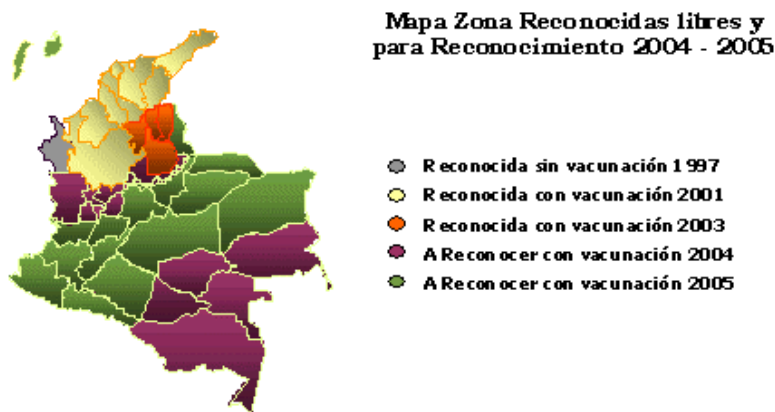 Mapa Zona Reconocidas libres y
para Reconocimiento 2004 - 2005
Reconocida sin vacunación 1997
Reconocida con vacunación 2001
Reconocida con vacunación 2003
A Reconocer con vacunación 2004
A Reconocer con vacunación 2005